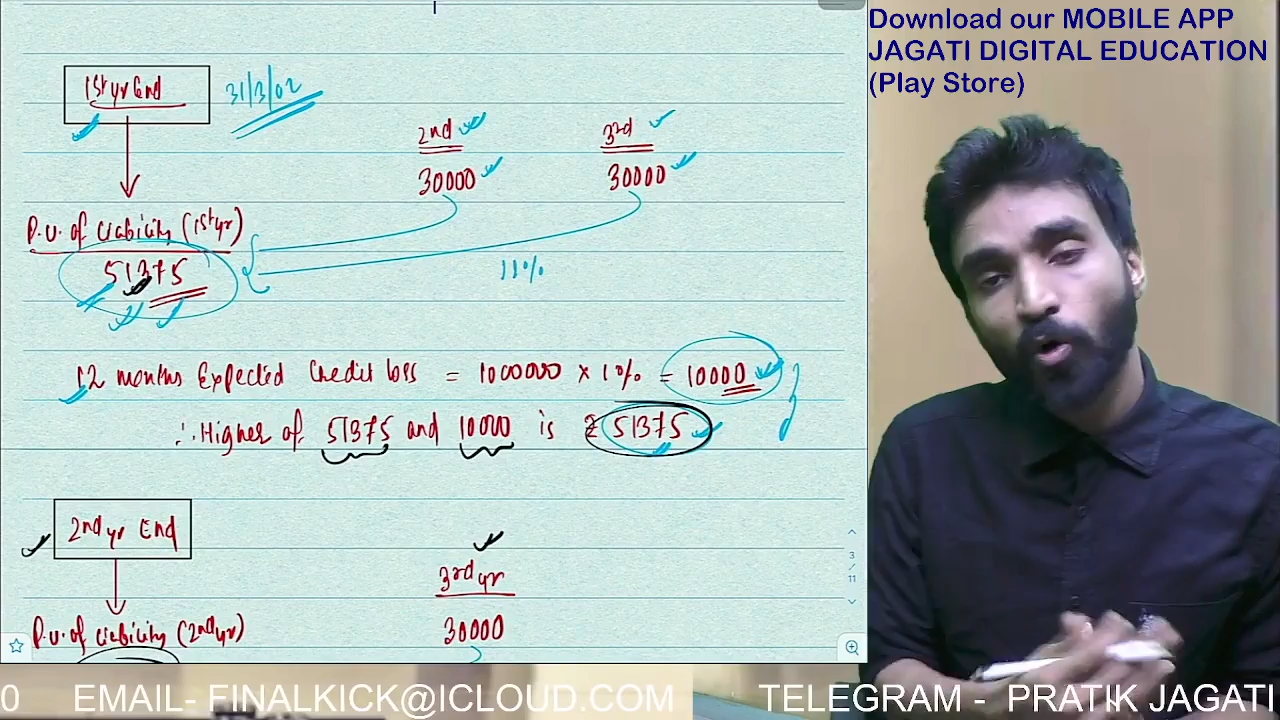 Download our MOBILE APP
JAGATI DIGITAL EDUCATION
(Play Store)
1st yr End
31/3/02
2nd 3rd
30000 30000
P.V. of Liability (1st yr)
51375
11%
12 months Expected Credit loss = 1000000 × 1% = 10000
∴ Higher of 51375 and 10000 is ₹ 51375
2nd yr End
3rd yr
P.V. of Liability (2nd yr) 30000
3
/
11
0 EMAIL- FINALKICK@ICLOUD.COM TELEGRAM - PRATIK JAGATI